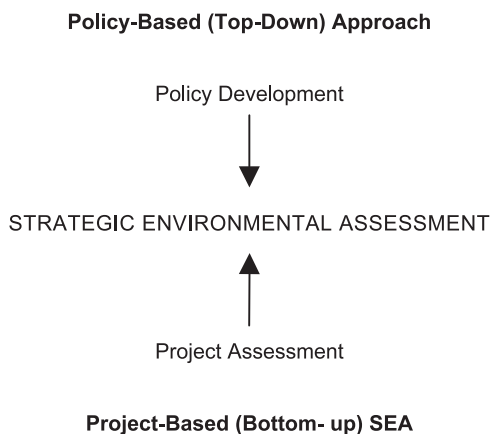 Policy-Based (Top-Down) Approach
Policy Development
STRATEGIC ENVIRONMENTAL ASSESSMENT
Project Assessment
Project-Based (Bottom- up) SEA